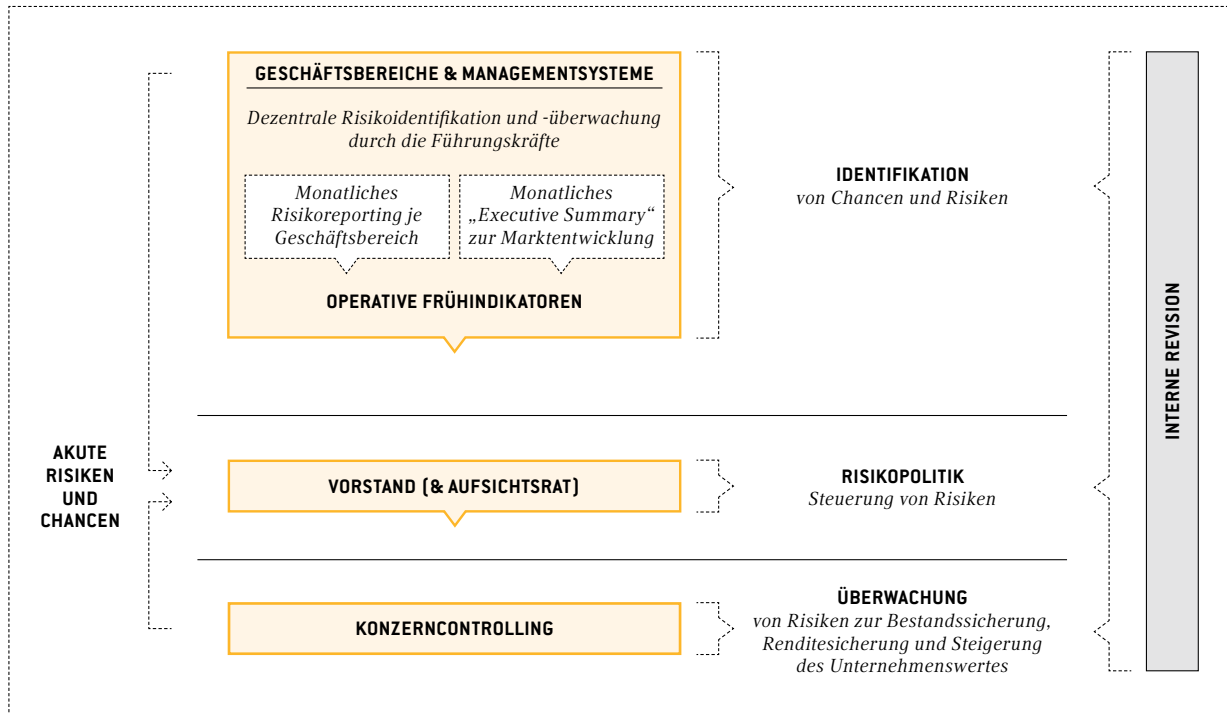 GESCHÄFTSBEREICHE & MANAGEMENTSYSTEME
Dezentrale Risikoidentifikation und -überwachung
durch die Führungskräfte
Monatliches
Risikoreporting je
Geschäftsbereich
Monatliches
„Executive Summary“
zur Marktentwicklung
OPERATIVE FRÜHINDIKATOREN
IDENTIFIKATION
von Chancen und Risiken
AKUTE
RISIKEN
UND
CHANCEN
VORSTAND (& AUFSICHTSRAT)
RISIKOPOLITIK
Steuerung von Risiken
KONZERNCONTROLLING
ÜBERWACHUNG
von Risiken zur Bestandssicherung,
Renditesicherung und Steigerung
des Unternehmenswertes
INTERNE REVISION